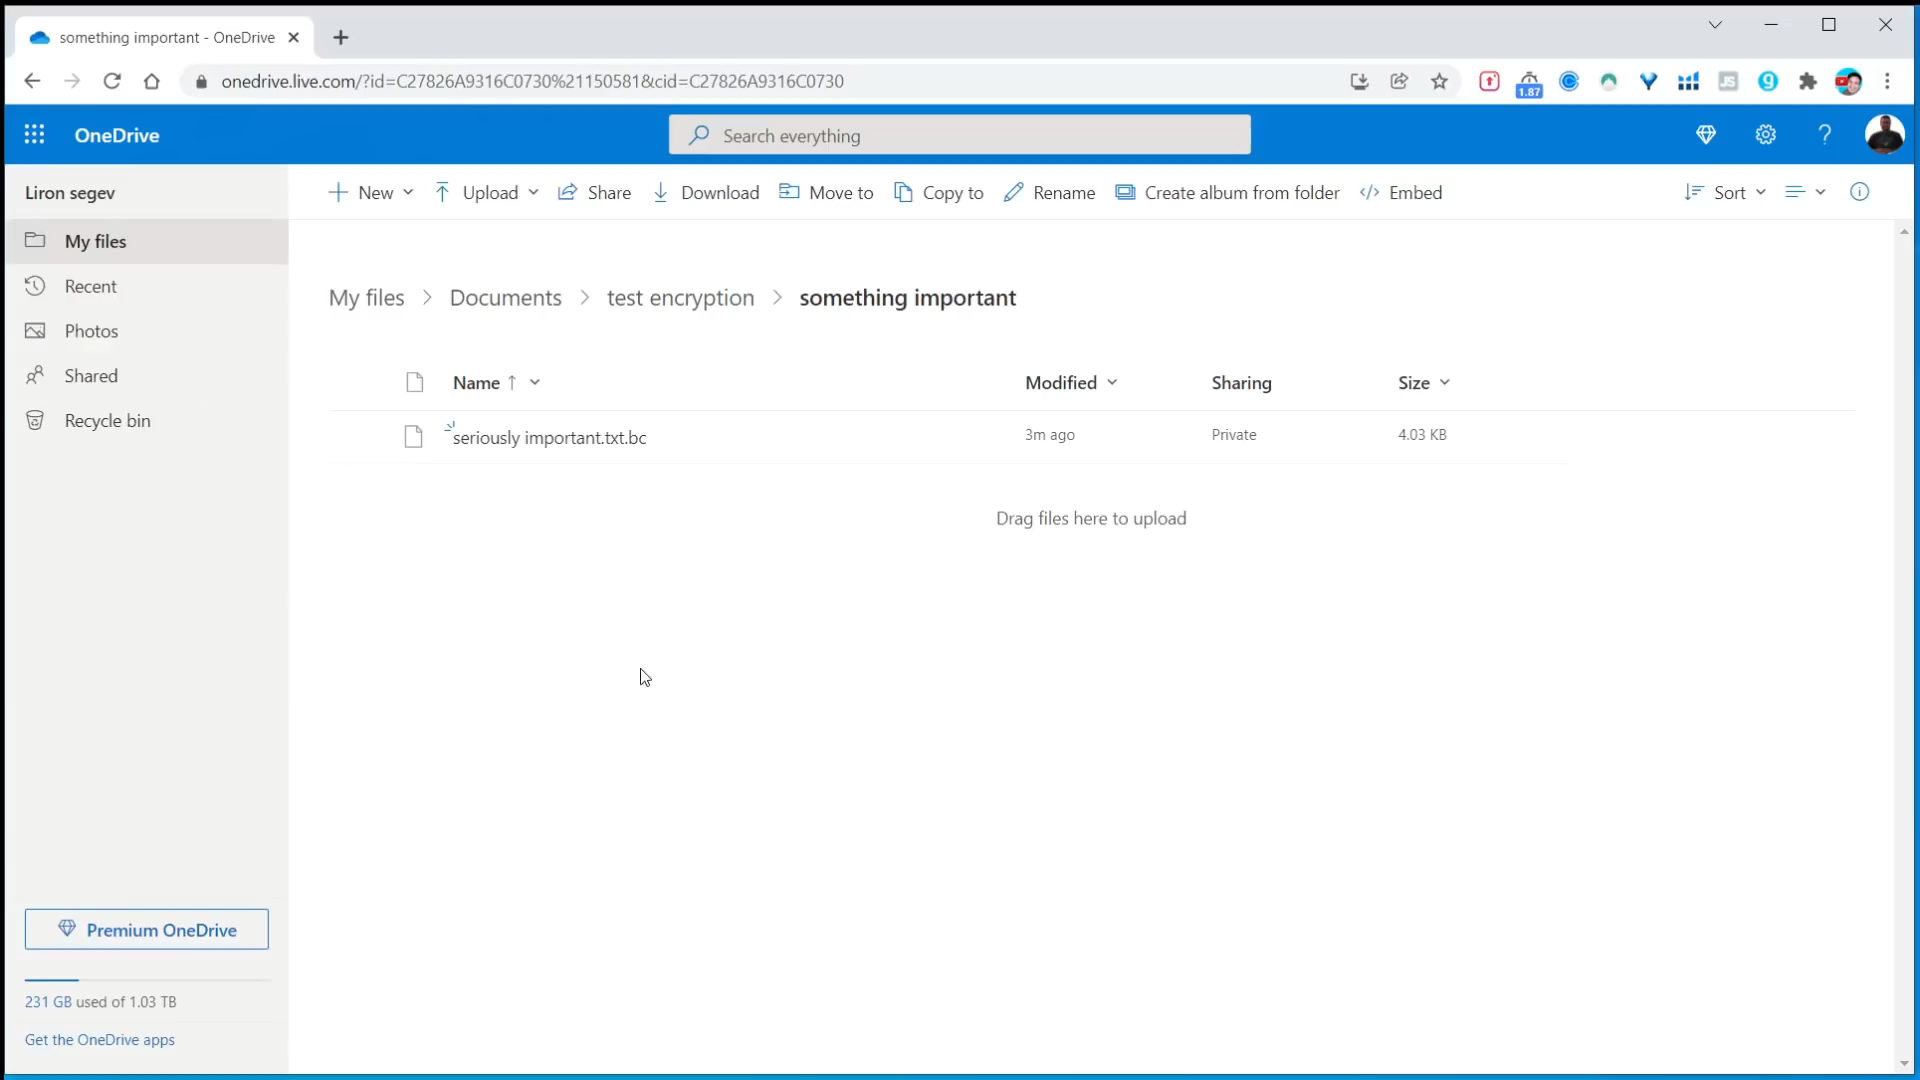 something important - OneDrive
onedrive.live.com/?id=C27826A9316C0730%21150581&cid=C27826A9316C0730
1.87
JS
OneDrive
Search everything
?
Liron segev
New
Upload
Share
Download
Move to
Copy to
Rename
Create album from folder
Embed
Sort
My files
Recent
Photos
Shared
Recycle bin
My files > Documents > test encryption > something important
Name ↑ Modified Sharing Size
seriously important.txt.bc 3m ago Private 4.03 KB
Drag files here to upload
Premium OneDrive
231 GB used of 1.03 TB
Get the OneDrive apps